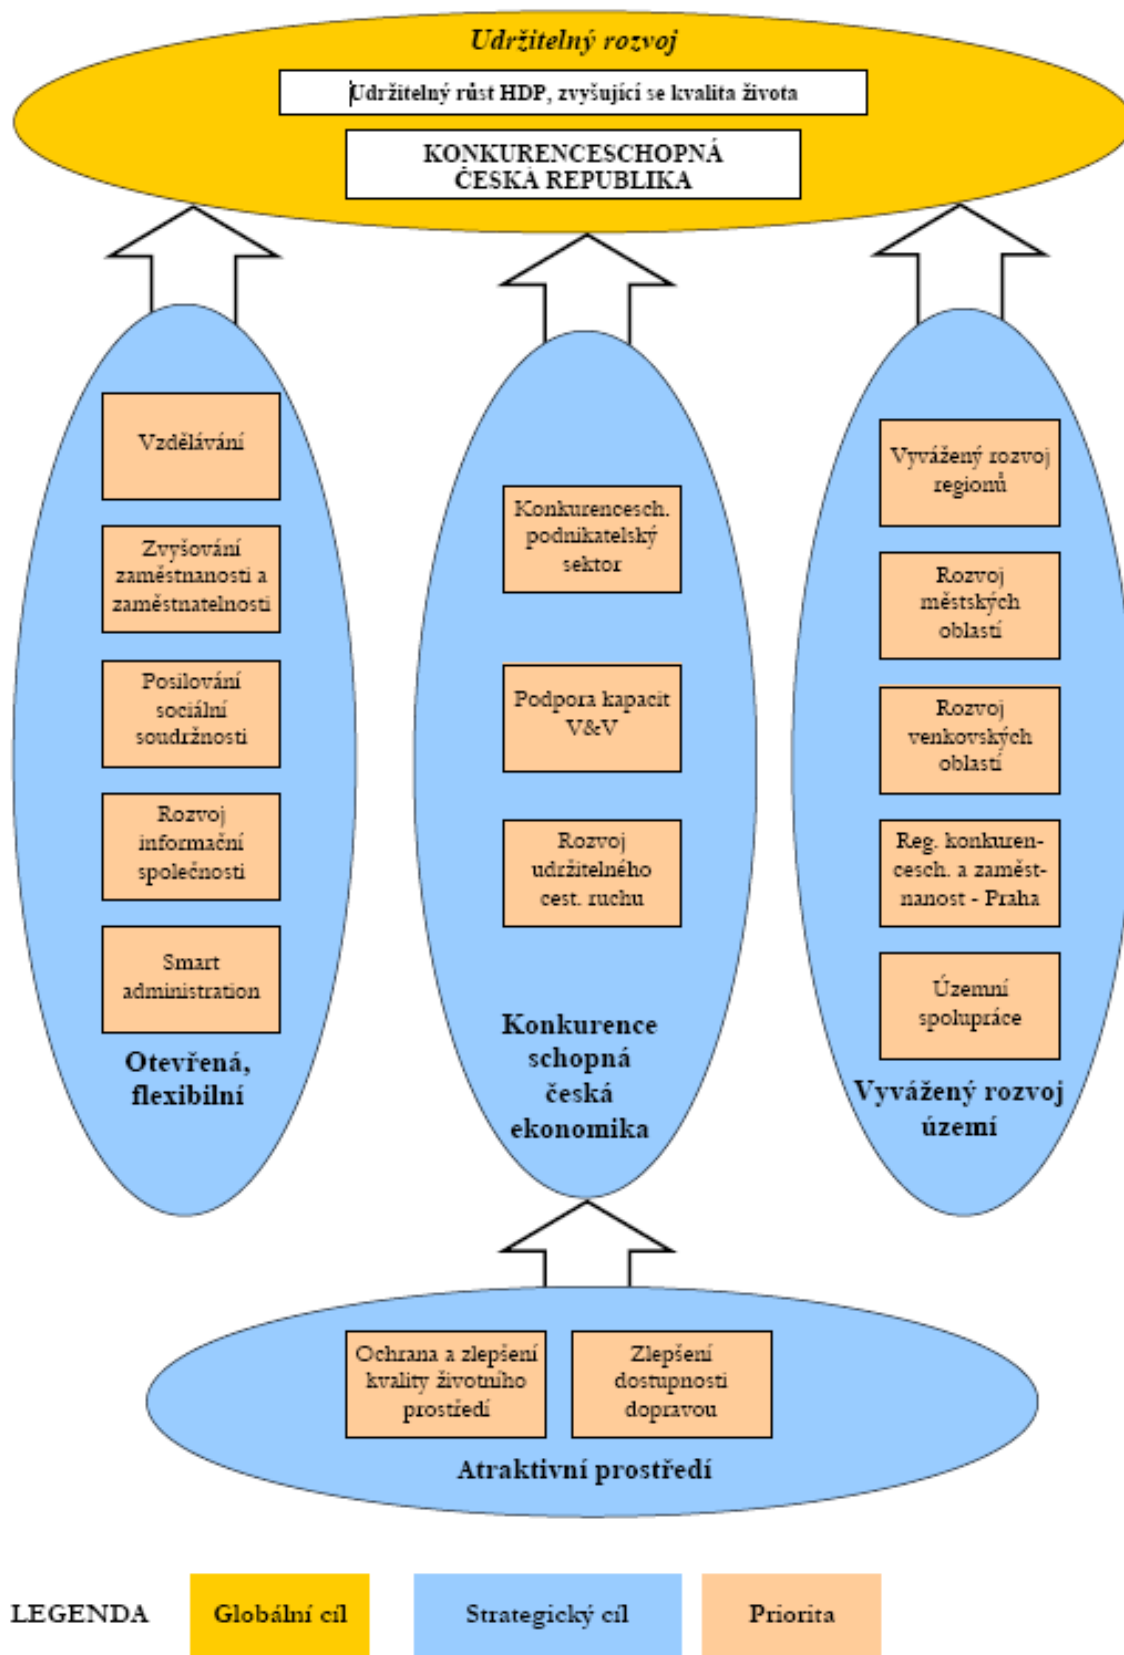 Udržitelný rozvoj
Udržitelný růst HDP, zvyšující se kvalita života
KONKURENCESCHOPNÁ
ČESKÁ REPUBLIKA
Vzdělávání
Zvyšování
zaměstnanosti a
zaměstnatelnosti
Posilování
sociální
soudržnosti
Rozvoj
informační
společnosti
Smart
administration
Otevřená,
flexibilní
Konkurencesch.
podnikatelský
sektor
Podpora kapacit
V&V
Rozvoj
udržitelného
cest. ruchu
Konkurence
schopná
česká
ekonomika
Vyvážený rozvoj
regionů
Rozvoj
městských
oblastí
Rozvoj
venkovských
oblastí
Reg. konkuren-
cesch. a zaměst-
nanost - Praha
Územní
spolupráce
Vyvážený rozvoj
území
Ochrana a zlepšení
kvality životního
prostředí
Zlepšení
dostupnosti
dopravou
Atraktivní prostředí
LEGENDA
Globální cíl
Strategický cíl
Priorita